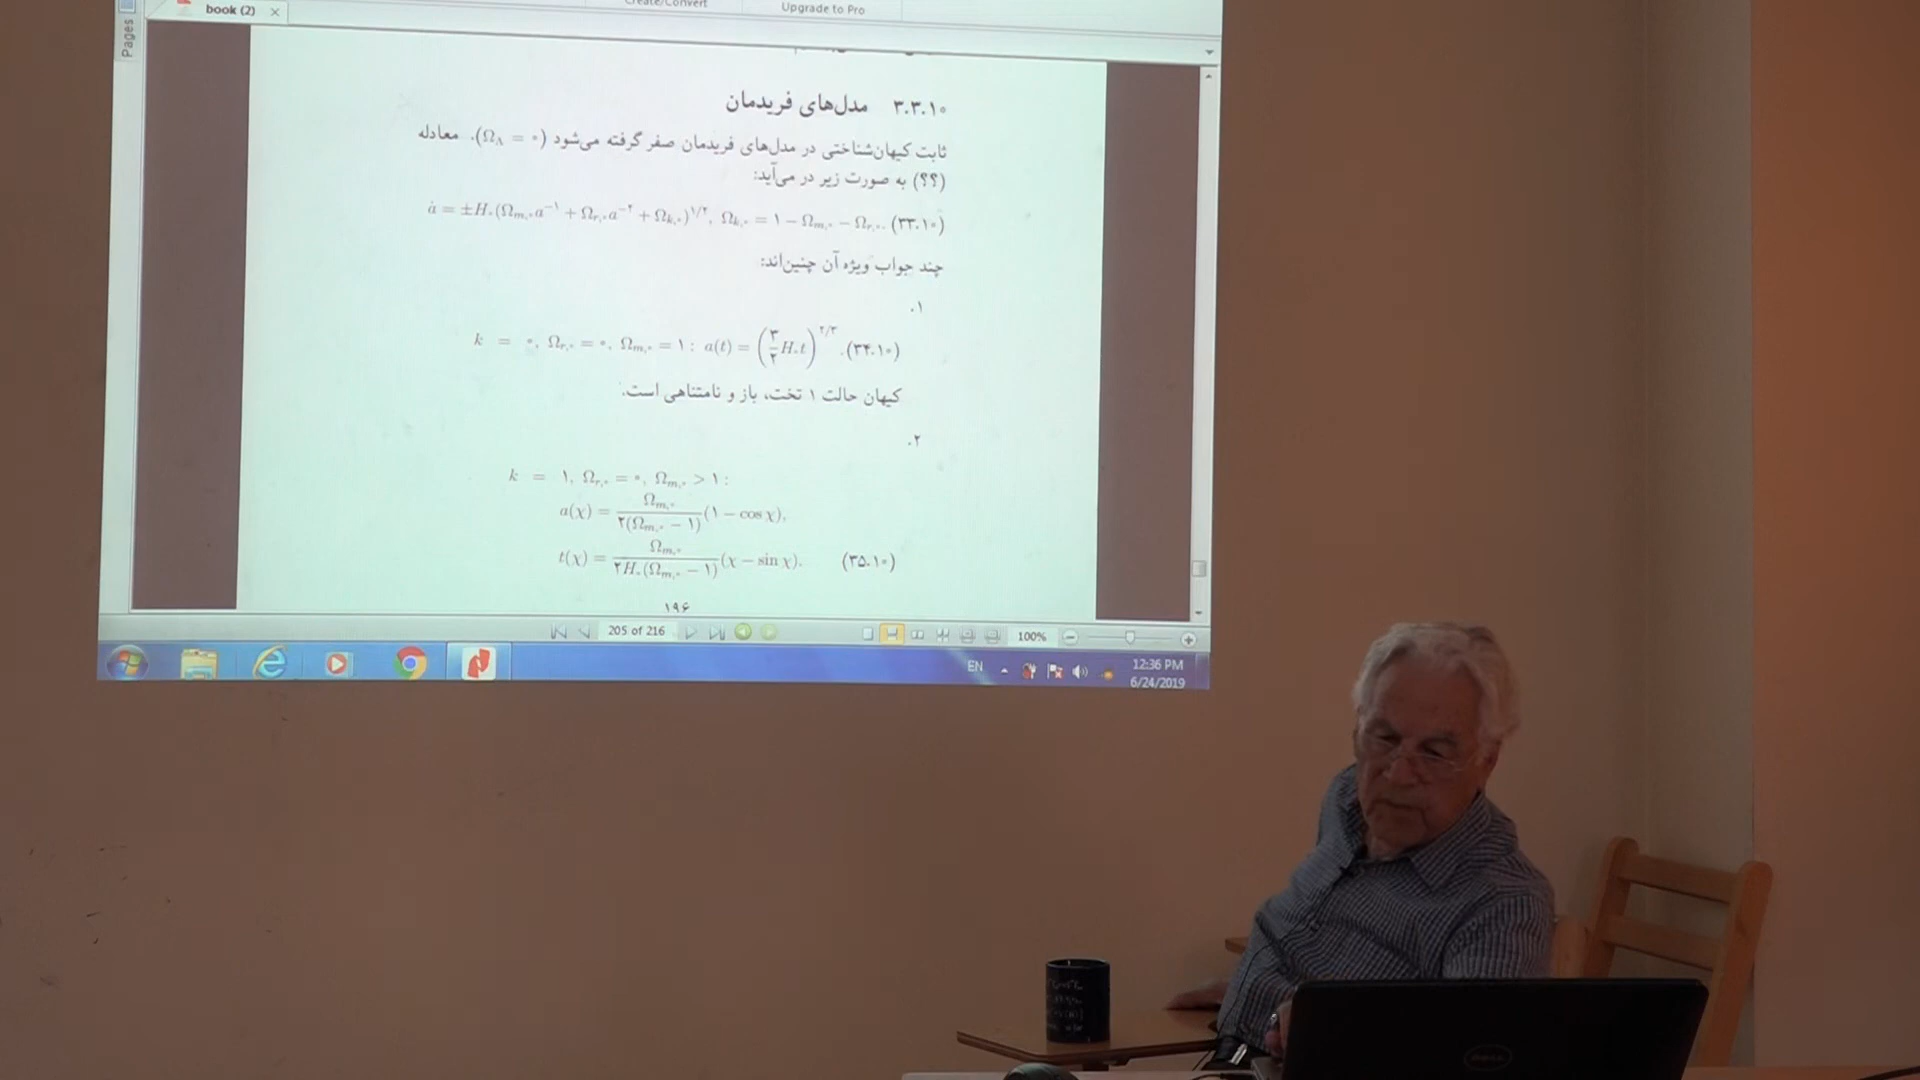 Create/Convert
Upgrade to Pro
book (2)
Pages
۳.۳.۱۰ مدل‌های فریدمان
ثابت کیهان‌شناختی در مدل‌های فریدمان صفر گرفته می‌شود (Ω_Λ = ۰). معادله
(؟؟) به صورت زیر در می‌آید:
ȧ = ±H₀(Ω_{m,۰}a^{−۱} + Ω_{r,۰}a^{−۲} + Ω_{k,۰})^{۱/۲}, Ω_{k,۰} = ۱ − Ω_{m,۰} − Ω_{r,۰}. (۳۳.۱۰)
چند جواب ویژه آن چنین‌اند:
۱.
k = ۰, Ω_{r,۰} = ۰, Ω_{m,۰} = ۱ : a(t) = (۳/۲ H₀t)^{۲/۳}. (۳۴.۱۰)
کیهان حالت ۱ تخت، باز و نامتناهی است.
۲.
k = ۱, Ω_{r,۰} = ۰, Ω_{m,۰} > ۱ :
a(χ) = Ω_{m,۰}/۲(Ω_{m,۰} − ۱) (۱ − cos χ),
t(χ) = Ω_{m,۰}/۲H₀(Ω_{m,۰} − ۱) (χ − sin χ). (۳۵.۱۰)
۱۹۶
205 of 216
100%
EN
12:36 PM
6/24/2019
DELL